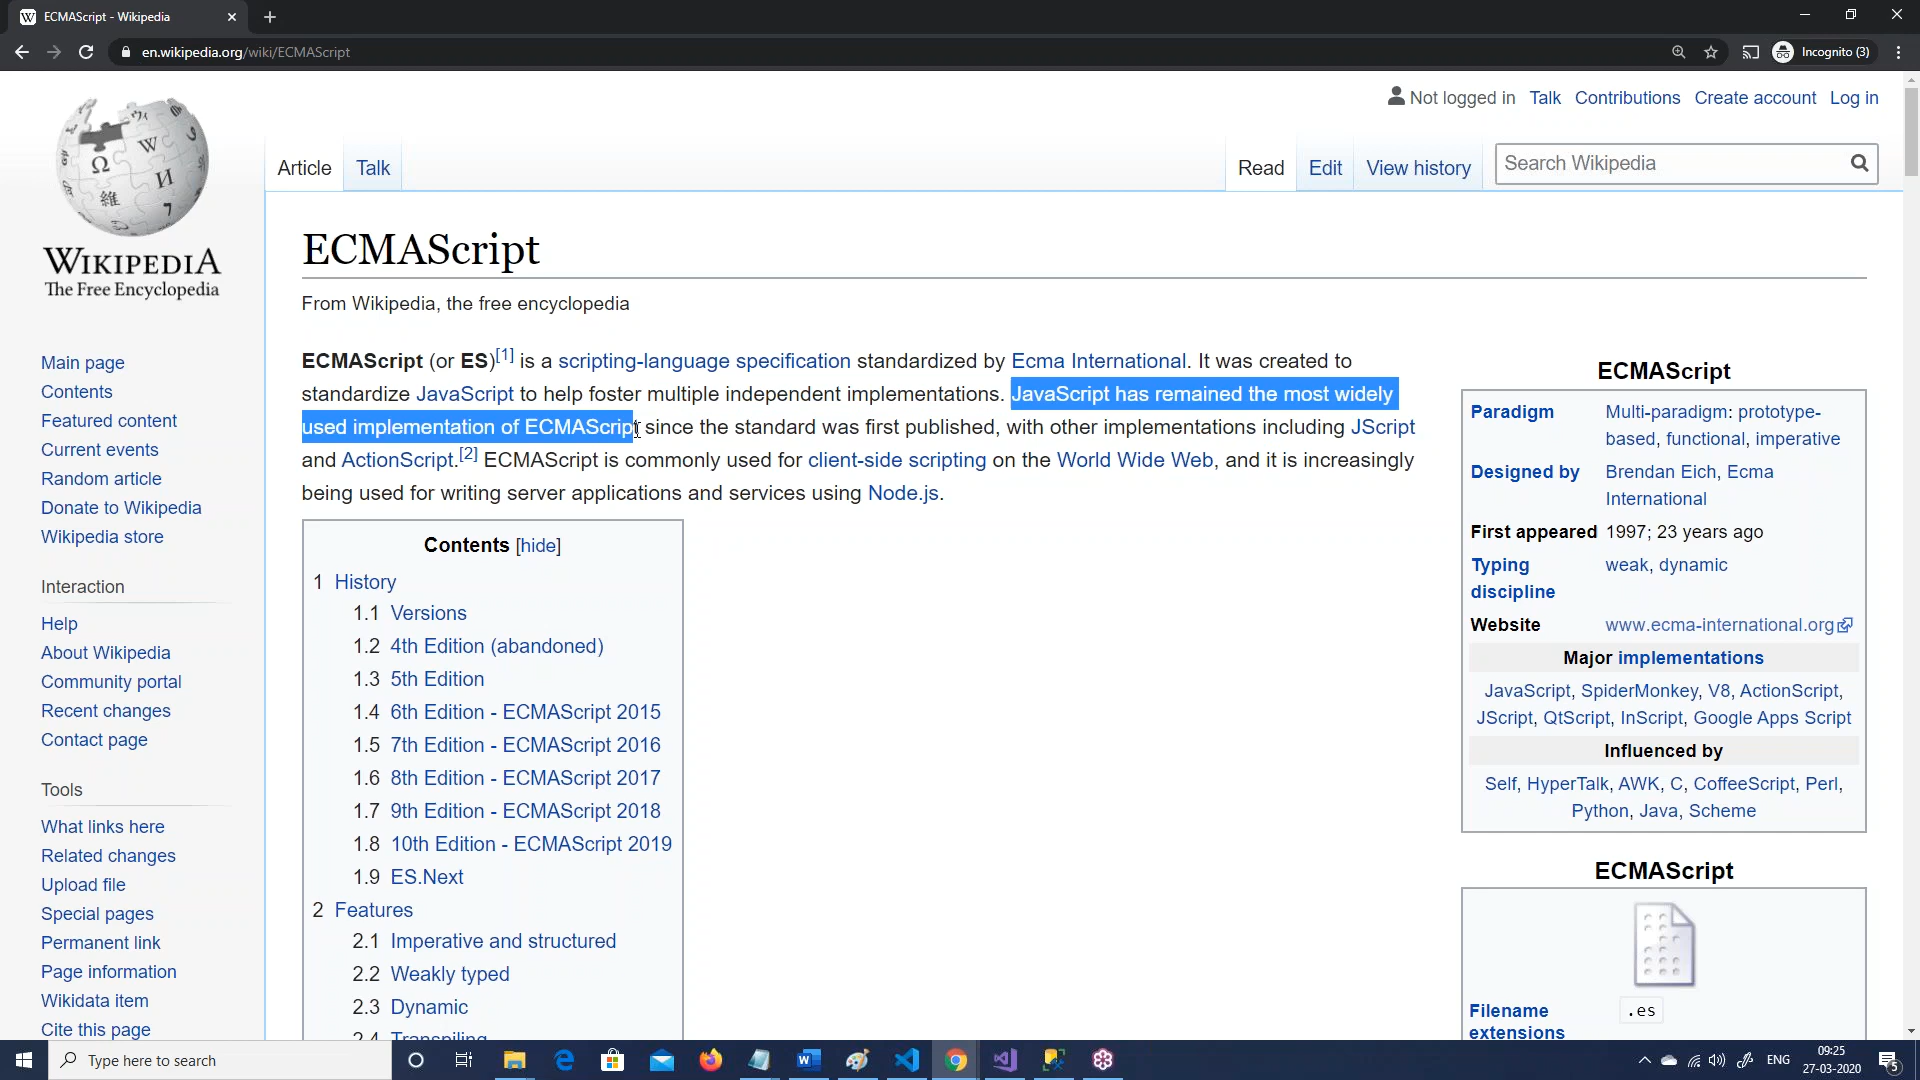 ECMAScript - Wikipedia
en.wikipedia.org/wiki/ECMAScript
Incognito (3)
Not logged in Talk Contributions Create account Log in
Article Talk Read Edit View history Search Wikipedia
WIKIPEDIA
The Free Encyclopedia
Main page
Contents
Featured content
Current events
Random article
Donate to Wikipedia
Wikipedia store
Interaction
Help
About Wikipedia
Community portal
Recent changes
Contact page
Tools
What links here
Related changes
Upload file
Special pages
Permanent link
Page information
Wikidata item
Cite this page
ECMAScript
From Wikipedia, the free encyclopedia
ECMAScript (or ES)[1] is a scripting-language specification standardized by Ecma International. It was created to
standardize JavaScript to help foster multiple independent implementations. JavaScript has remained the most widely
used implementation of ECMAScript since the standard was first published, with other implementations including JScript
and ActionScript.[2] ECMAScript is commonly used for client-side scripting on the World Wide Web, and it is increasingly
being used for writing server applications and services using Node.js.
Contents [hide]
1 History
1.1 Versions
1.2 4th Edition (abandoned)
1.3 5th Edition
1.4 6th Edition - ECMAScript 2015
1.5 7th Edition - ECMAScript 2016
1.6 8th Edition - ECMAScript 2017
1.7 9th Edition - ECMAScript 2018
1.8 10th Edition - ECMAScript 2019
1.9 ES.Next
2 Features
2.1 Imperative and structured
2.2 Weakly typed
2.3 Dynamic
2.4 Transpiling
ECMAScript
Paradigm Multi-paradigm: prototype-
based, functional, imperative
Designed by Brendan Eich, Ecma
International
First appeared 1997; 23 years ago
Typing weak, dynamic
discipline
Website www.ecma-international.org
Major implementations
JavaScript, SpiderMonkey, V8, ActionScript,
JScript, QtScript, InScript, Google Apps Script
Influenced by
Self, HyperTalk, AWK, C, CoffeeScript, Perl,
Python, Java, Scheme
ECMAScript
Filename .es
extensions
Type here to search
ENG
09:25
27-03-2020
5